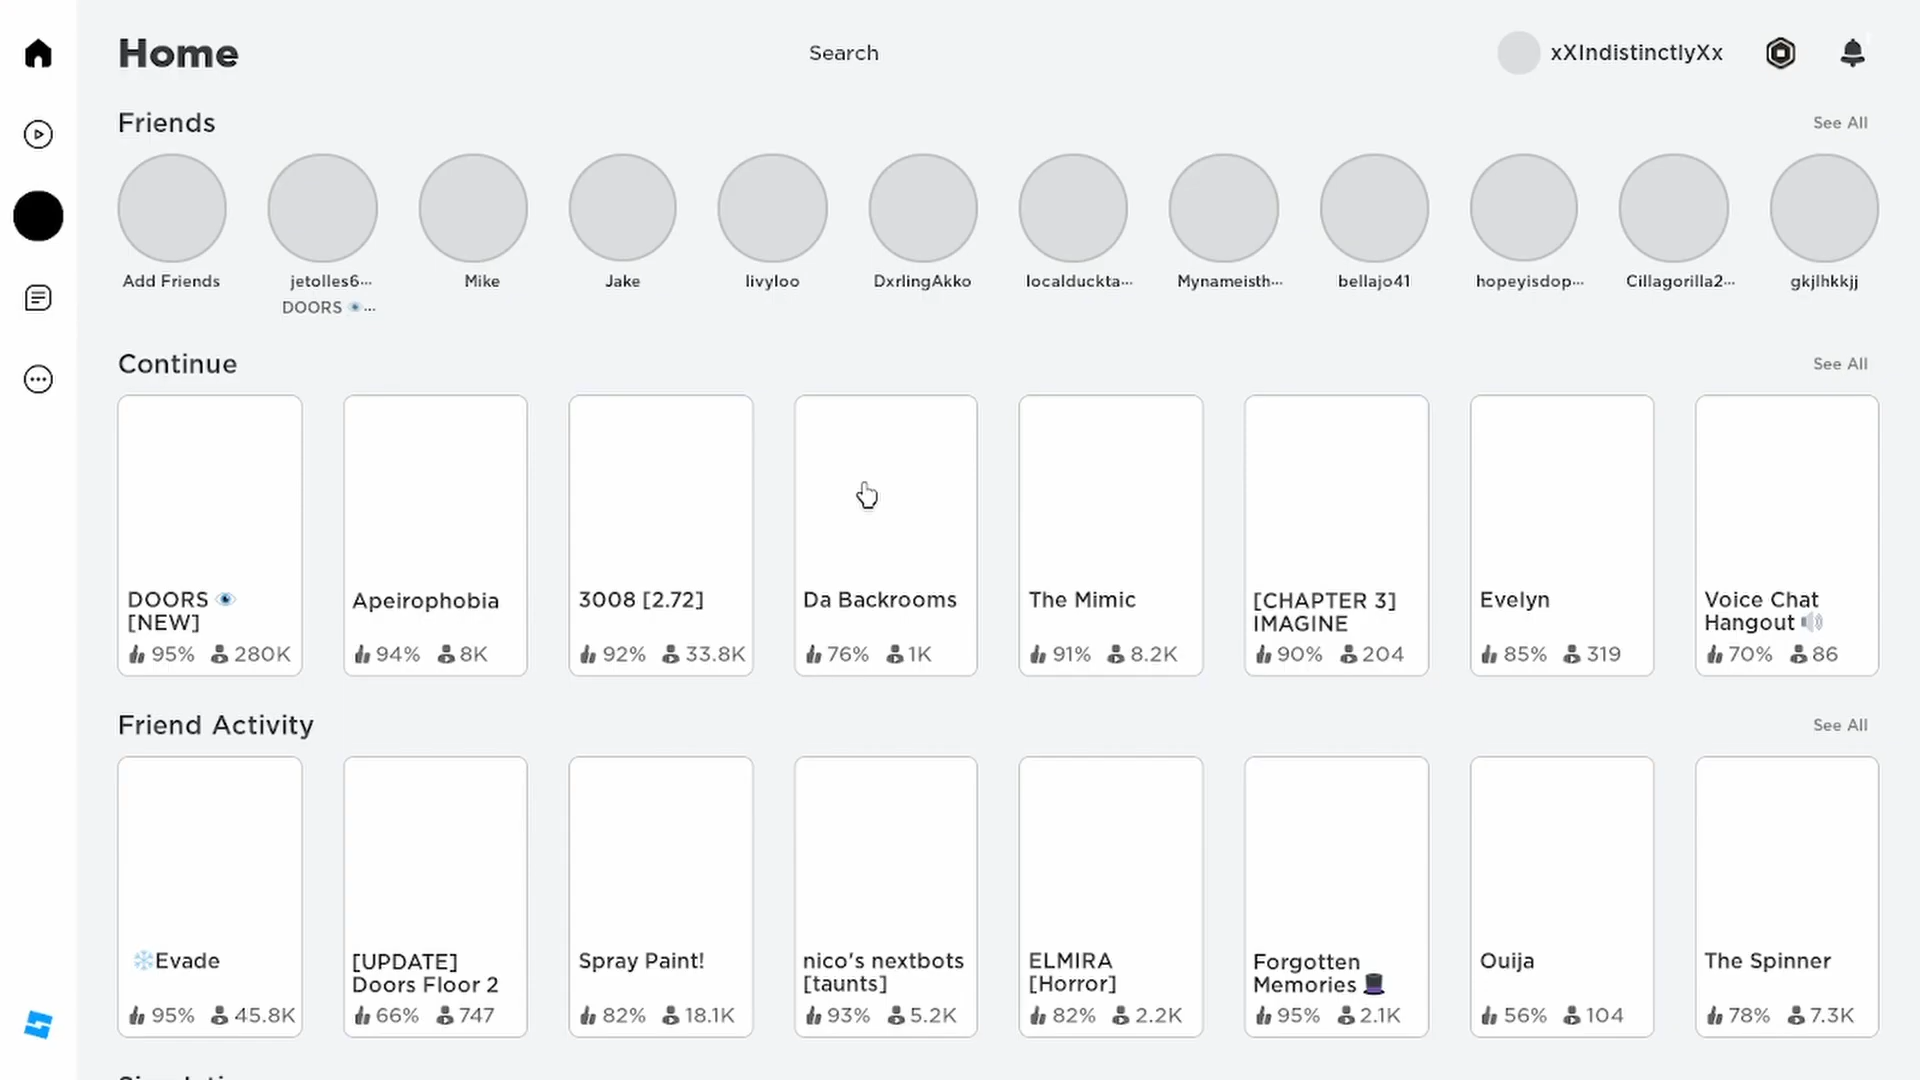 Home
Search
xXIndistinctlyXx
Friends
See All
Add Friends
jetolles6...
Mike
Jake
livyloo
DxrlingAkko
localduckta...
Mynameisth...
bellajo41
hopeyisdop...
Cillagorilla2...
gkjlhkkjj
DOORS 👁...
Continue
See All
DOORS 👁
[NEW]
95% 280K
Apeirophobia
94% 8K
3008 [2.72]
92% 33.8K
Da Backrooms
76% 1K
The Mimic
91% 8.2K
[CHAPTER 3]
IMAGINE
90% 204
Evelyn
85% 319
Voice Chat
Hangout 🔊
70% 86
Friend Activity
See All
❄Evade
95% 45.8K
[UPDATE]
Doors Floor 2
66% 747
Spray Paint!
82% 18.1K
nico's nextbots
[taunts]
93% 5.2K
ELMIRA
[Horror]
82% 2.2K
Forgotten
Memories 🎩
95% 2.1K
Ouija
56% 104
The Spinner
78% 7.3K